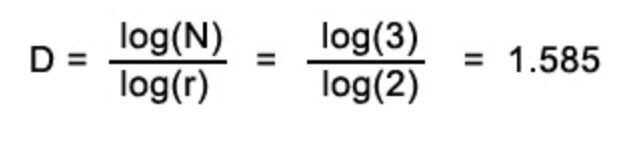 D = log(N)/log(r) = log(3)/log(2) = 1.585